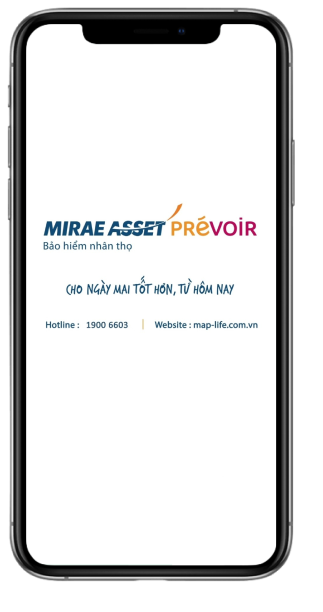 MIRAE ASSET PRéVOIR
Bảo hiểm nhân thọ
CHO NGÀY MAI TỐT HƠN, TỪ HÔM NAY
Hotline : 1900 6603 | Website : map-life.com.vn